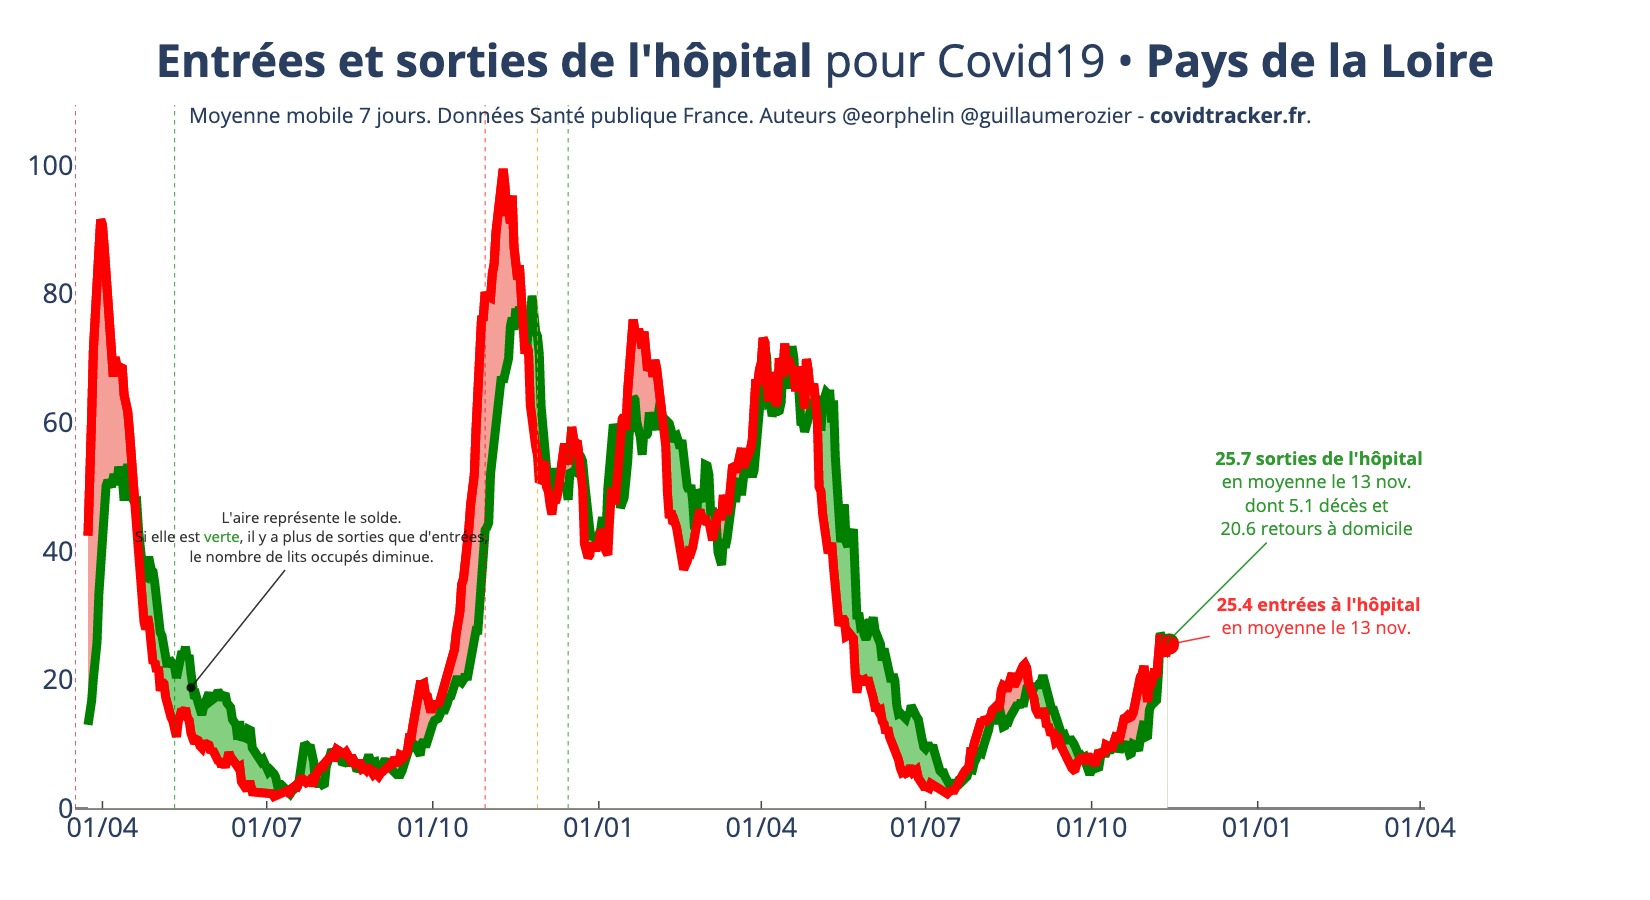 Entrées et sorties de l'hôpital pour Covid19 • Pays de la Loire
Moyenne mobile 7 jours. Données Santé publique France. Auteurs @eorphelin @guillaumerozier - covidtracker.fr.
100
80
60
40
20
0
25.7 sorties de l'hôpital
en moyenne le 13 nov.
dont 5.1 décès et
20.6 retours à domicile
L'aire représente le solde.
Si elle est verte, il y a plus de sorties que d'entrées,
le nombre de lits occupés diminue.
25.4 entrées à l'hôpital
en moyenne le 13 nov.
01/04 01/07 01/10 01/01 01/04 01/07 01/10 01/01 01/04